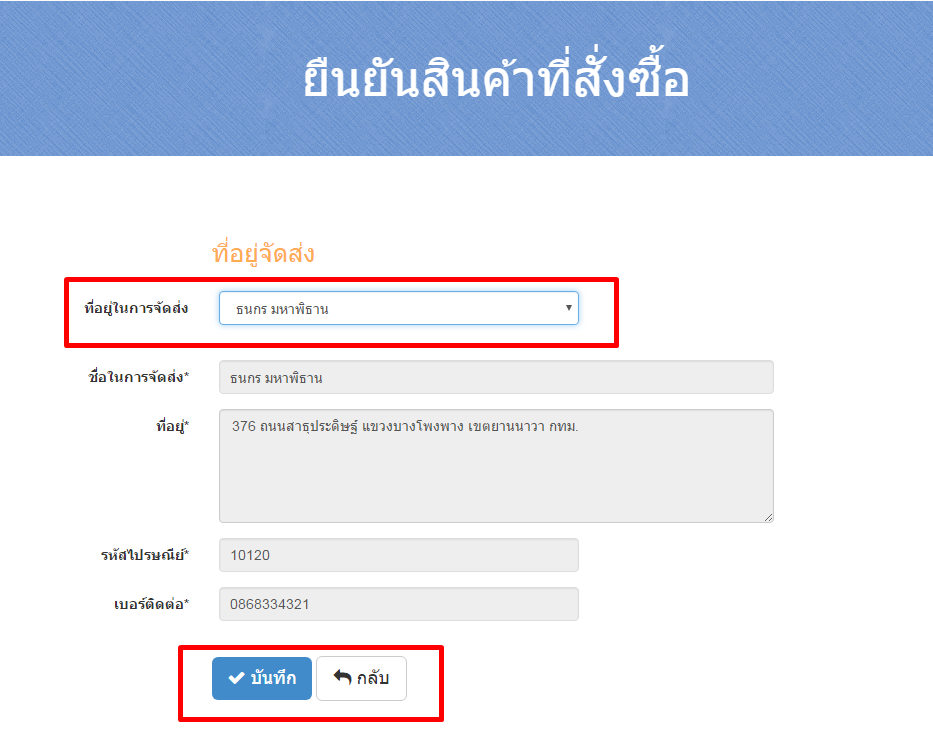 ยืนยันสินค้าที่สั่งซื้อ
ที่อยู่จัดส่ง
ที่อยู่ในการจัดส่ง ธนกร มหาพิธาน
ชื่อในการจัดส่ง* ธนกร มหาพิธาน
ที่อยู่* 376 ถนนสาธุประดิษฐ์ แขวงบางโพงพาง เขตยานนาวา กทม.
รหัสไปรษณีย์* 10120
เบอร์ติดต่อ* 0868334321
บันทึก กลับ